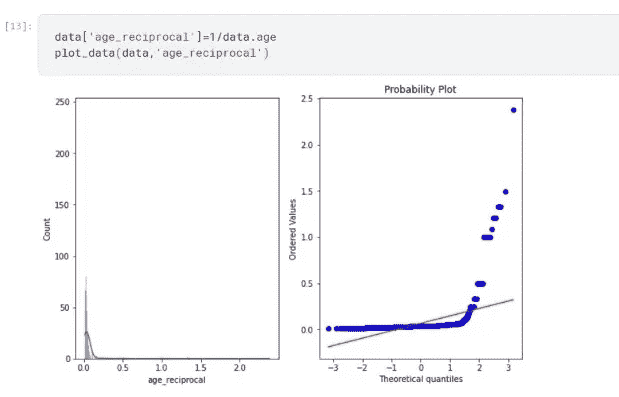 [13]:
data['age_reciprocal']=1/data.age
plot_data(data,'age_reciprocal')
Probability Plot
250
200
150
100
50
0
Count
0.0 0.5 1.0 1.5 2.0
age_reciprocal
2.5
2.0
1.5
1.0
0.5
0.0
Ordered Values
−3 −2 −1 0 1 2 3
Theoretical quantiles